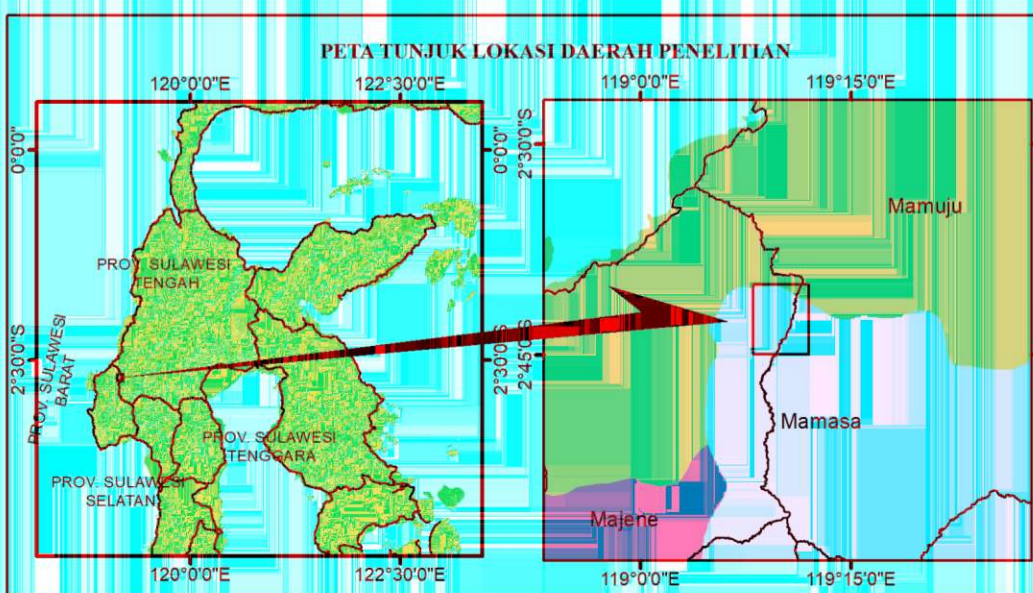 PETA TUNJUK LOKASI DAERAH PENELITIAN
120°0'0"E
122°30'0"E
0°0'0"
0°0'0"
PROV. SULAWESI
TENGAH
2°30'0"S
2°30'0"S
PROV. SULAWESI
BARAT
PROV. SULAWESI
TENGGARA
PROV. SULAWESI
SELATAN
120°0'0"E
122°30'0"E
119°0'0"E
119°15'0"E
2°30'0"S
Mamuju
2°45'0"S
Mamasa
Majene
119°0'0"E
119°15'0"E